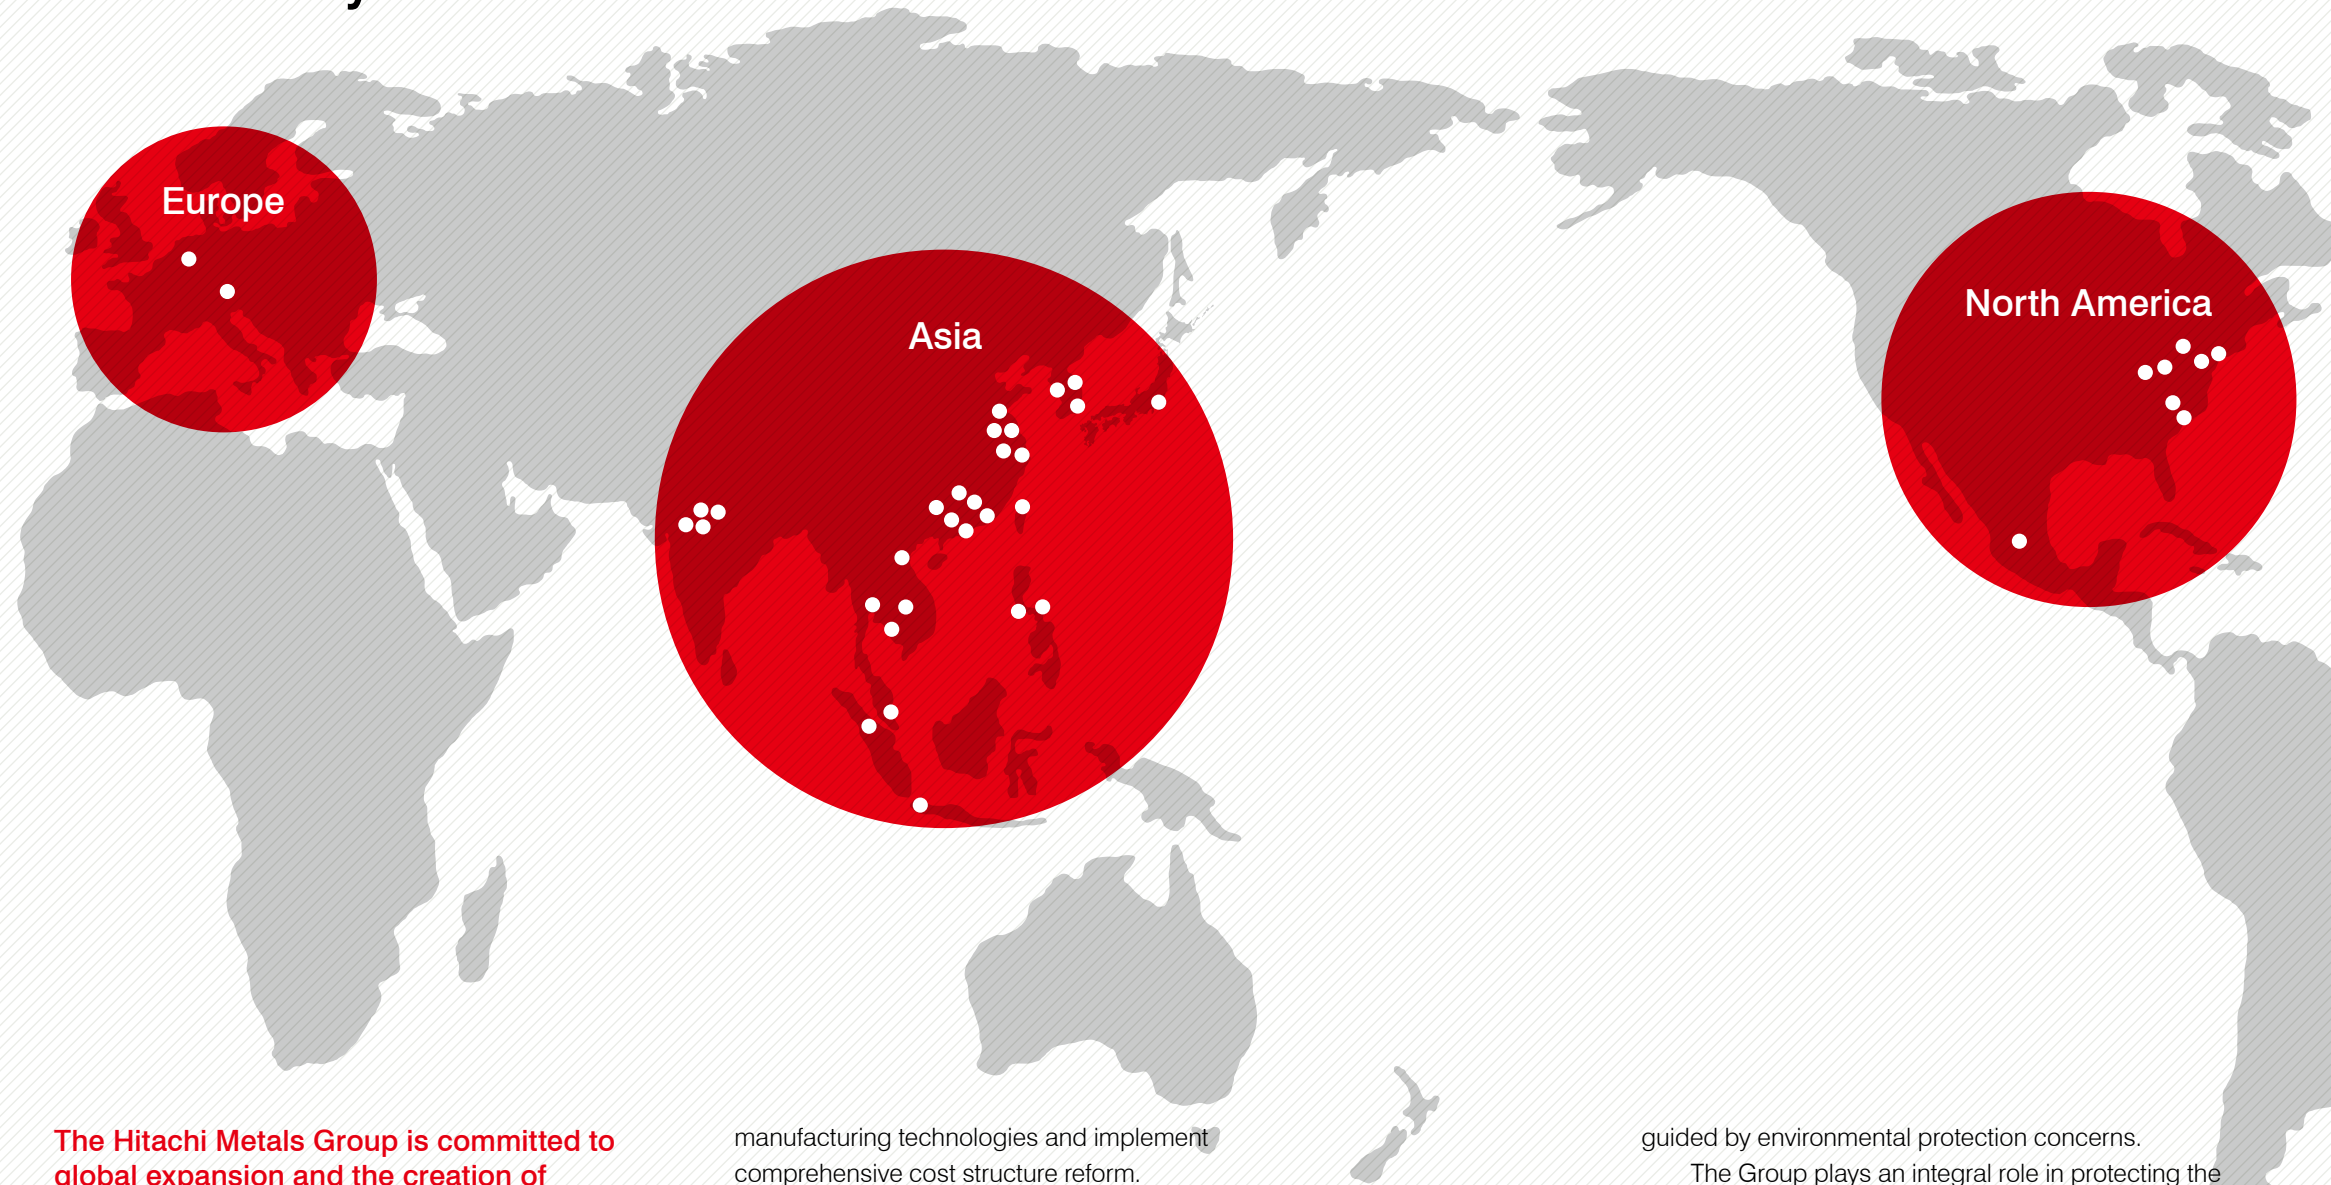 Europe
Asia
North America
The Hitachi Metals Group is committed to
global expansion and the creation of
manufacturing technologies and implement
comprehensive cost structure reform.
guided by environmental protection concerns.
The Group plays an integral role in protecting the